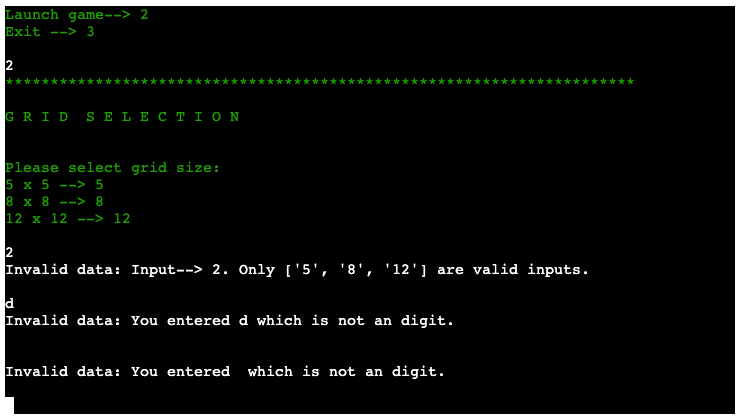 Launch game--> 2
Exit --> 3
2
**********************************************************************
G R I D  S E L E C T I O N
Please select grid size:
5 x 5 --> 5
8 x 8 --> 8
12 x 12 --> 12
2
Invalid data: Input--> 2. Only ['5', '8', '12'] are valid inputs.
d
Invalid data: You entered d which is not an digit.
Invalid data: You entered  which is not an digit.